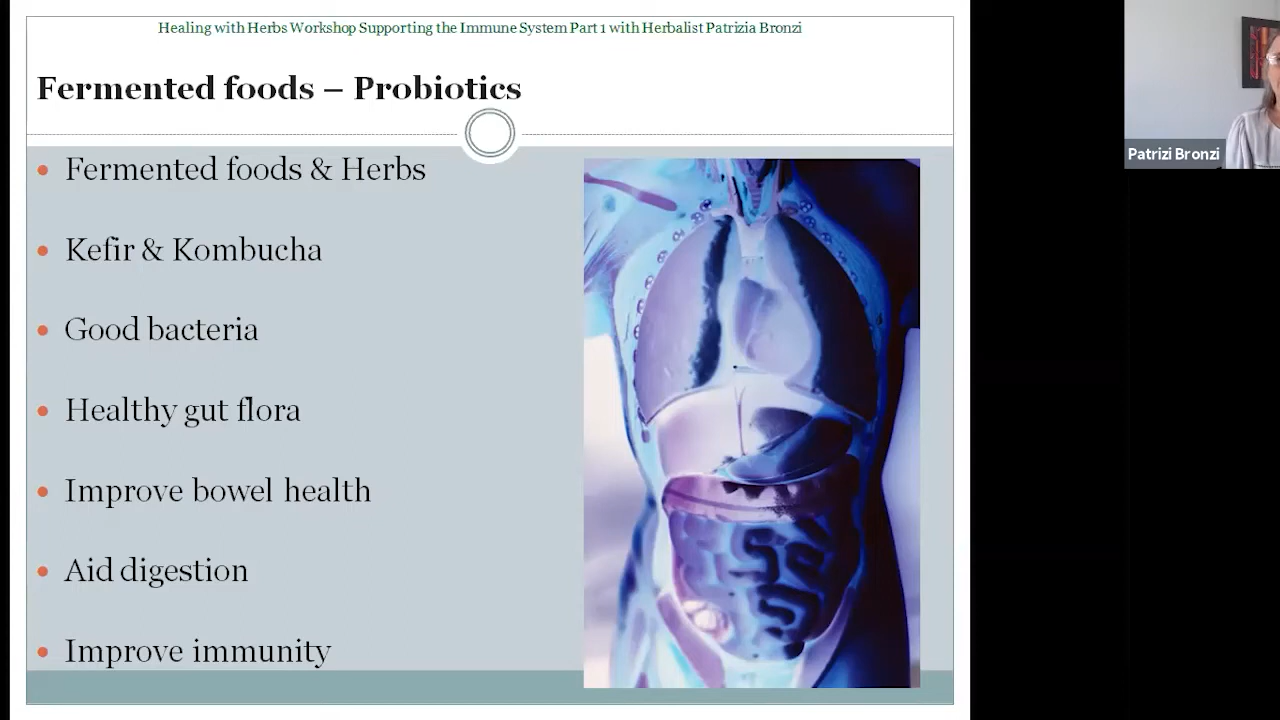 Healing with Herbs Workshop Supporting the Immune System Part 1 with Herbalist Patrizia Bronzi
Fermented foods – Probiotics
Fermented foods & Herbs
Kefir & Kombucha
Good bacteria
Healthy gut flora
Improve bowel health
Aid digestion
Improve immunity
Patrizi Bronzi